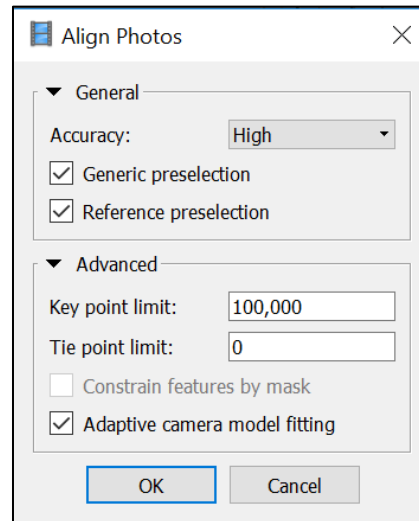 Align Photos
General
Accuracy: High
Generic preselection
Reference preselection
Advanced
Key point limit: 100,000
Tie point limit: 0
Constrain features by mask
Adaptive camera model fitting
OK Cancel